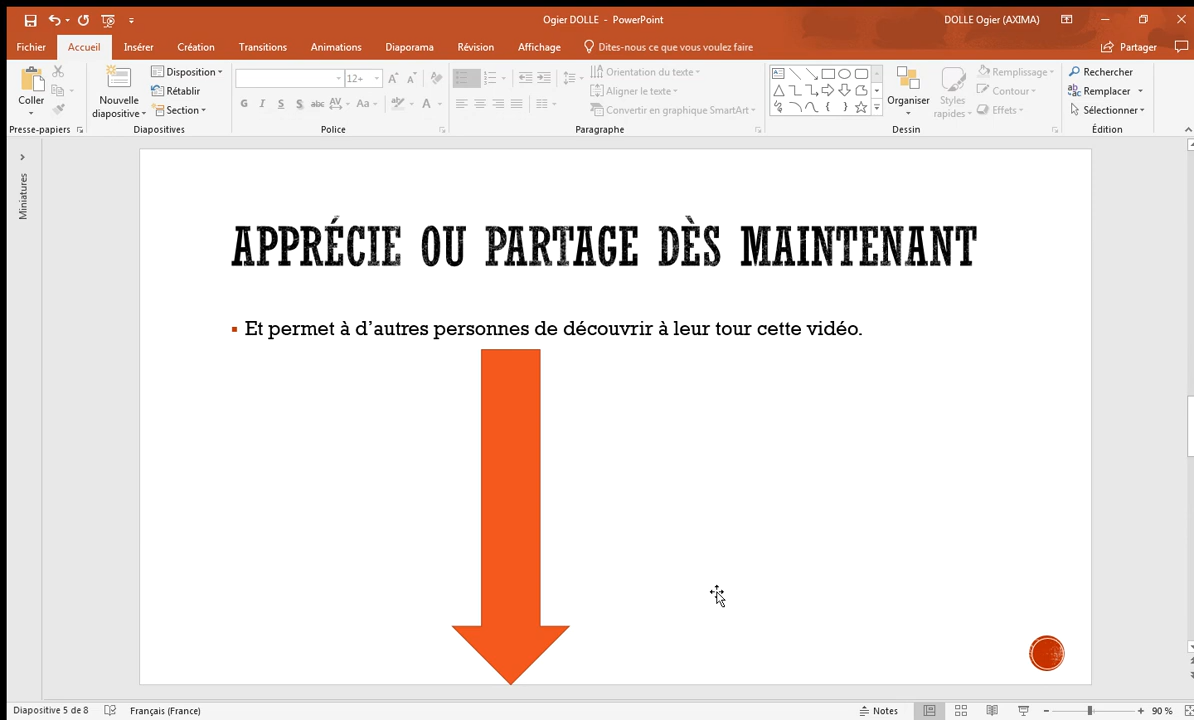 Ogier DOLLE - PowerPoint
DOLLE Ogier (AXIMA)
Fichier
Accueil
Insérer
Création
Transitions
Animations
Diaporama
Révision
Affichage
Dites-nous ce que vous voulez faire
Partager
Coller
Presse-papiers
Nouvelle
diapositive
Disposition
Rétablir
Section
Diapositives
12+
G I S S abc AV Aa A
Police
Orientation du texte
Aligner le texte
Convertir en graphique SmartArt
Paragraphe
Organiser
Styles
rapides
Remplissage
Contour
Effets
Dessin
Rechercher
Remplacer
Sélectionner
Édition
Miniatures
APPRÉCIE OU PARTAGE DÈS MAINTENANT
Et permet à d'autres personnes de découvrir à leur tour cette vidéo.
Diapositive 5 de 8
Français (France)
Notes
90 %